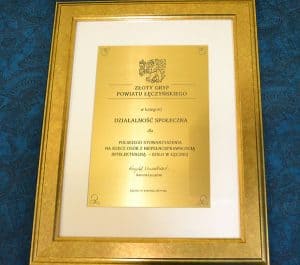 ZŁOTY GRYF
POWIATU ŁĘCZYŃSKIEGO
w kategorii
DZIAŁALNOŚĆ SPOŁECZNA
dla
POLSKIEGO STOWARZYSZENIA
NA RZECZ OSÓB Z NIEPEŁNOSPRAWNOŚCIĄ
INTELEKTUALNĄ – KOŁO W ŁĘCZNEJ